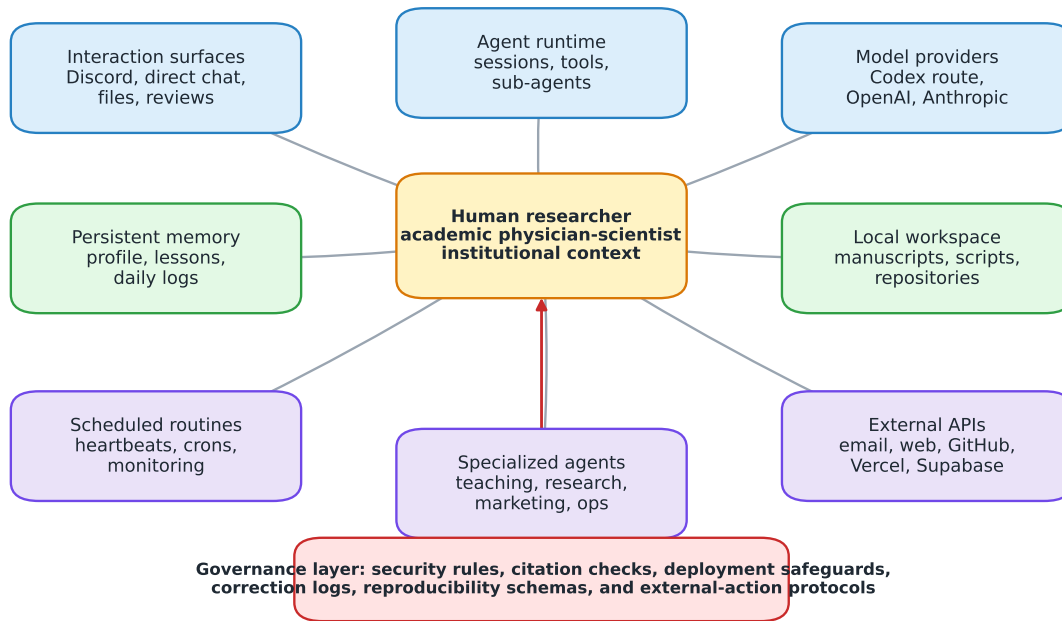 Interaction surfaces
Discord, direct chat,
files, reviews
Agent runtime
sessions, tools,
sub-agents
Model providers
Codex route,
OpenAI, Anthropic
Persistent memory
profile, lessons,
daily logs
Human researcher
academic physician-scientist
institutional context
Local workspace
manuscripts, scripts,
repositories
Scheduled routines
heartbeats, crons,
monitoring
Specialized agents
teaching, research,
marketing, ops
External APIs
email, web, GitHub,
Vercel, Supabase
Governance layer: security rules, citation checks, deployment safeguards,
correction logs, reproducibility schemas, and external-action protocols